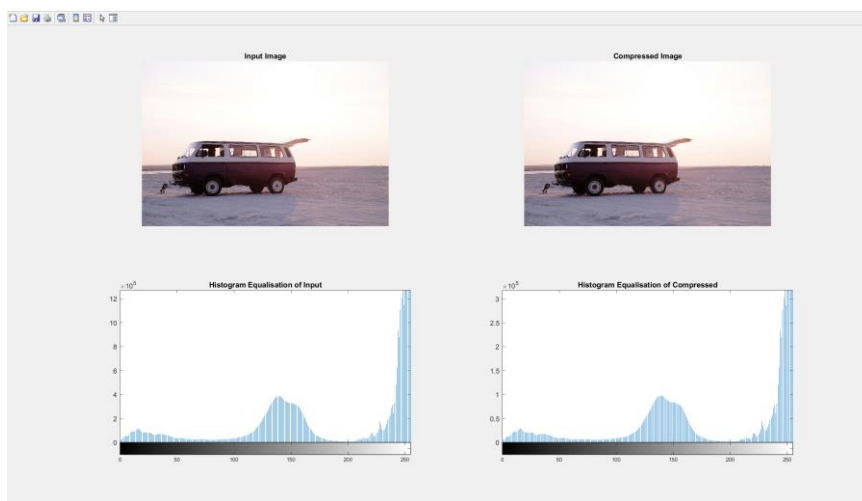 Input Image
Compressed Image
Histogram Equalisation of Input
× 10⁵
12
10
8
6
4
2
0
0 50 100 150 200 250
Histogram Equalisation of Compressed
× 10⁵
3
2.5
2
1.5
1
0.5
0
0 50 100 150 200 250